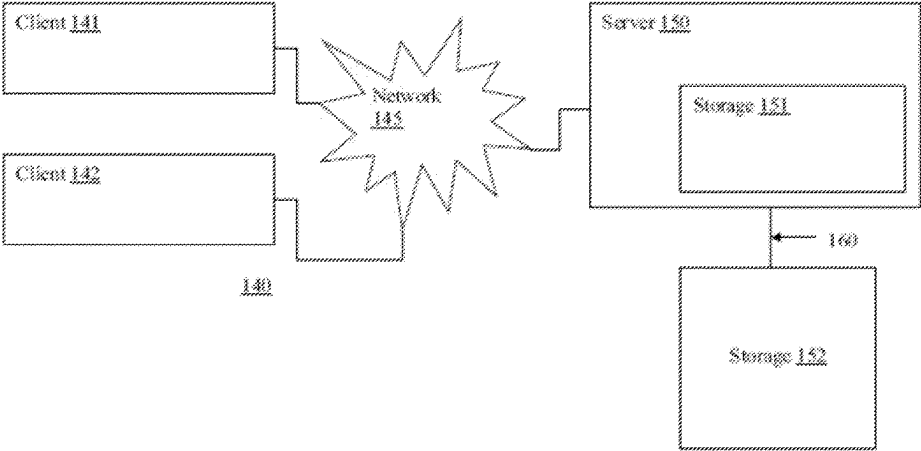 Client 141
Server 150
Network
145
Storage 151
Client 142
160
140
Storage 152